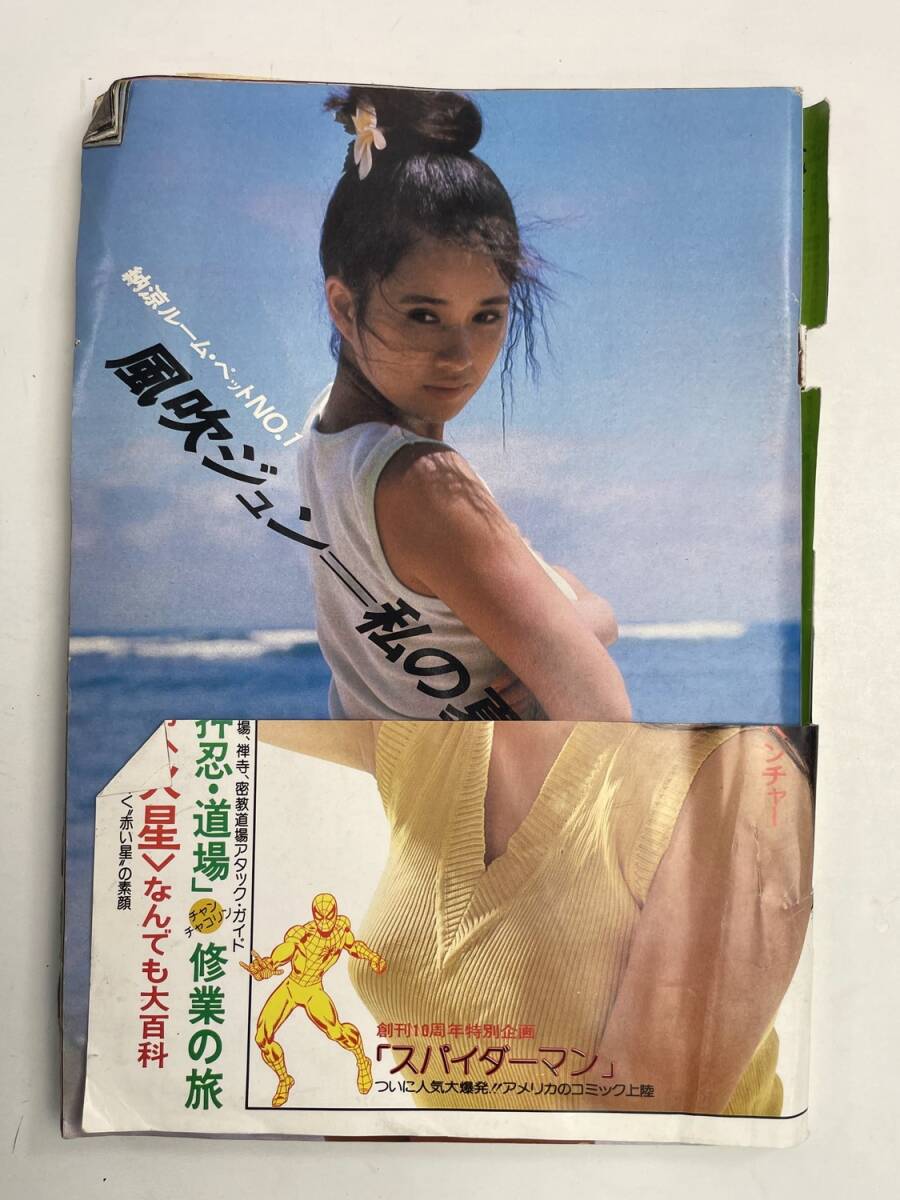 納涼ルーム・ペットNO.1
風吹ジュン=私の夏
ンチャー
場、禅寺、密教道場アタック・ガイド
押忍・道場」
チャン
チャゴリン
修業の旅
火星〉なんでも大百科
く“赤い星”の素顔
創刊10周年特別企画
「スパイダーマン」
ついに人気大爆発!!アメリカのコミック上陸